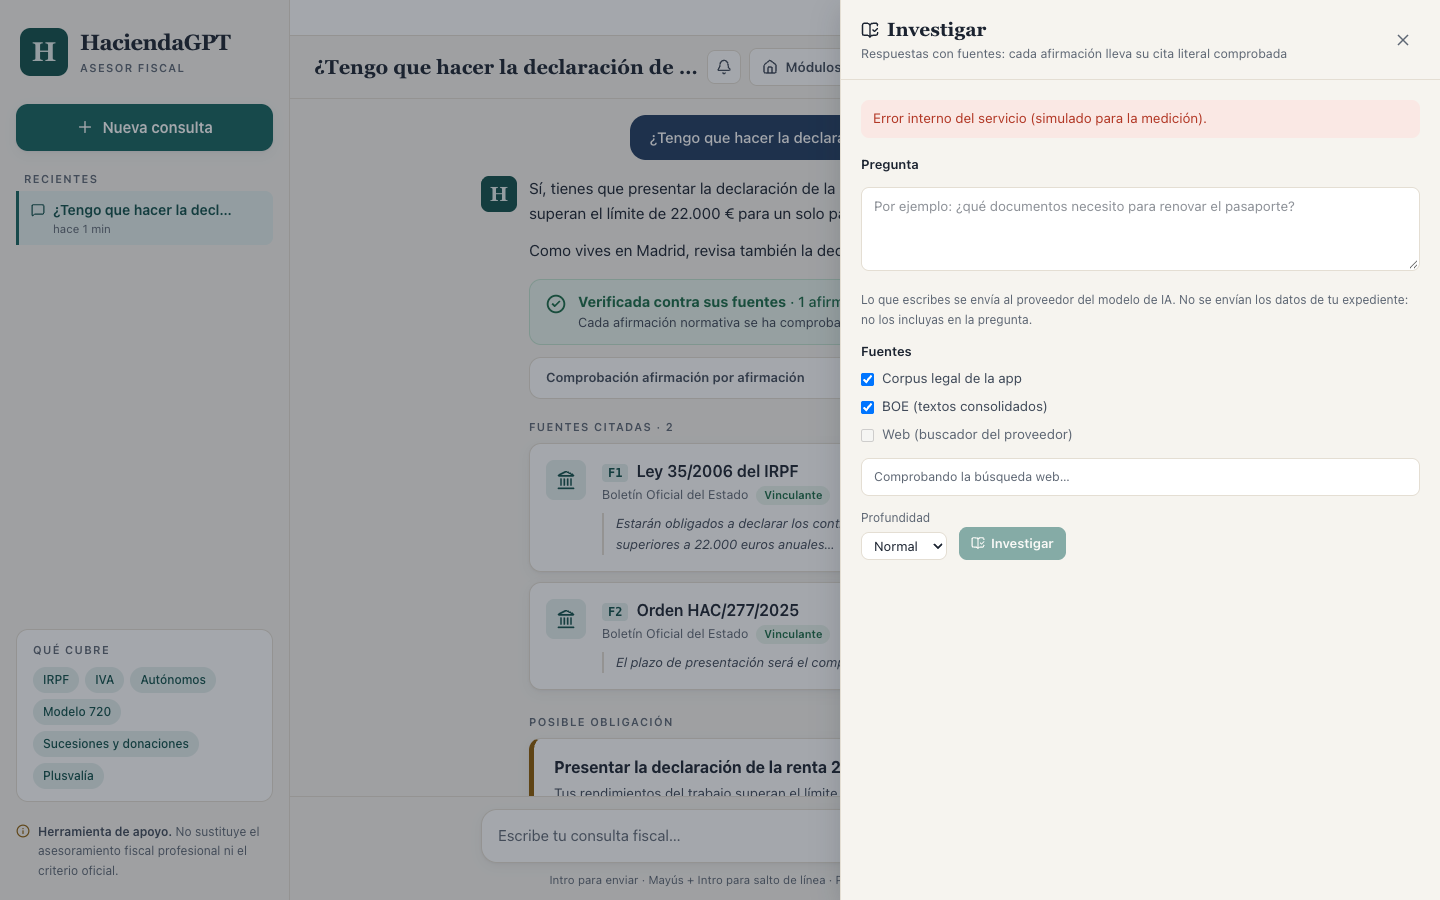 H
HaciendaGPT
ASESOR FISCAL
Nueva consulta
RECIENTES
¿Tengo que hacer la decl...
hace 1 min
QUÉ CUBRE
IRPF
IVA
Autónomos
Modelo 720
Sucesiones y donaciones
Plusvalía
Herramienta de apoyo. No sustituye el
asesoramiento fiscal profesional ni el
criterio oficial.
¿Tengo que hacer la declaración de ...
Módulos
¿Tengo que hacer la declara
H
Sí, tienes que presentar la declaración de la
superan el límite de 22.000 € para un solo
Como vives en Madrid, revisa también la
Verificada contra sus fuentes · 1 afirm
Cada afirmación normativa se ha comproba
Comprobación afirmación por afirmación
FUENTES CITADAS · 2
F1 Ley 35/2006 del IRPF
Boletín Oficial del Estado Vinculante
Estarán obligados a declarar los
superiores a 22.000 euros anuales...
F2 Orden HAC/277/2025
Boletín Oficial del Estado Vinculante
El plazo de presentación será el
POSIBLE OBLIGACIÓN
Presentar la declaración de la renta 2
Tus rendimientos del trabajo superan el límite
Escribe tu consulta fiscal...
Intro para enviar · Mayús + Intro para salto de línea ·
Investigar
Respuestas con fuentes: cada afirmación lleva su cita literal comprobada
Error interno del servicio (simulado para la medición).
Pregunta
Por ejemplo: ¿qué documentos necesito para renovar el pasaporte?
Lo que escribes se envía al proveedor del modelo de IA. No se envían los datos de tu expediente:
no los incluyas en la pregunta.
Fuentes
Corpus legal de la app
BOE (textos consolidados)
Web (buscador del proveedor)
Comprobando la búsqueda web...
Profundidad
Normal
Investigar